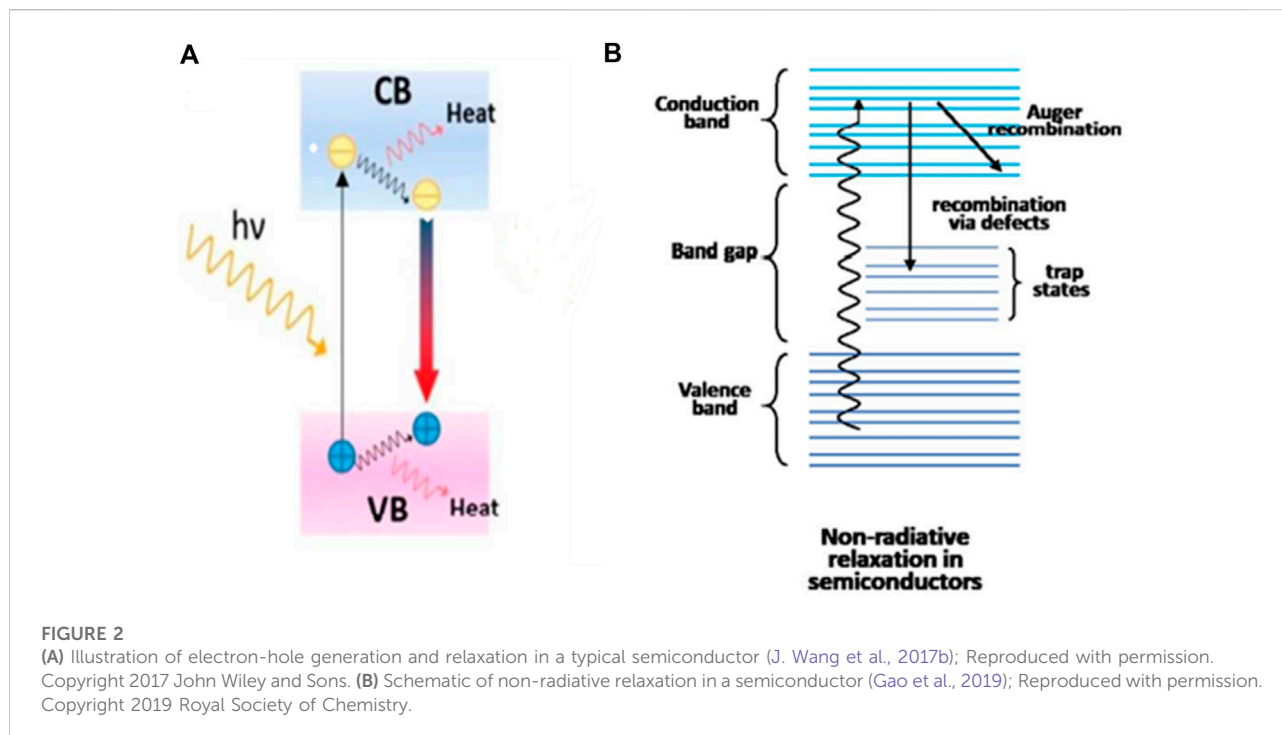 A
CB
Heat
hν
VB
Heat
B
Conduction
band
Auger
recombination
recombination
via defects
Band gap
trap
states
Valence
band
Non-radiative
relaxation in
semiconductors
FIGURE 2
(A) Illustration of electron-hole generation and relaxation in a typical semiconductor (J. Wang et al., 2017b); Reproduced with permission.
Copyright 2017 John Wiley and Sons. (B) Schematic of non-radiative relaxation in a semiconductor (Gao et al., 2019); Reproduced with permission.
Copyright 2019 Royal Society of Chemistry.